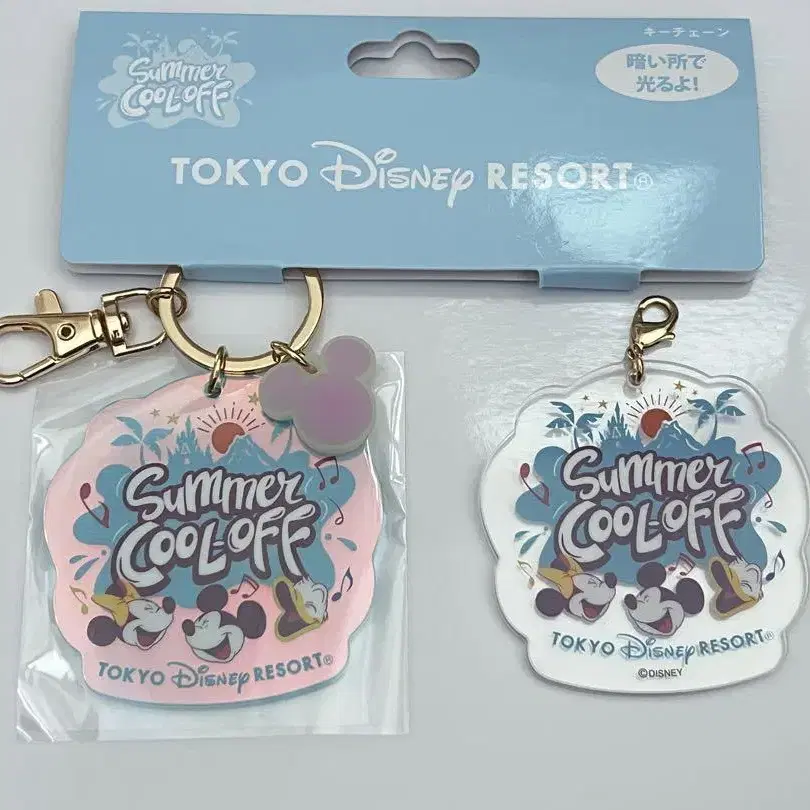 Summer
COOL-OFF
キーチェーン
暗い所で
光るよ!
TOKYO Disney RESORT®
Summer
COOL-OFF
TOKYO Disney RESORT®
Summer
COOL-OFF
TOKYO Disney RESORT®
©DISNEY